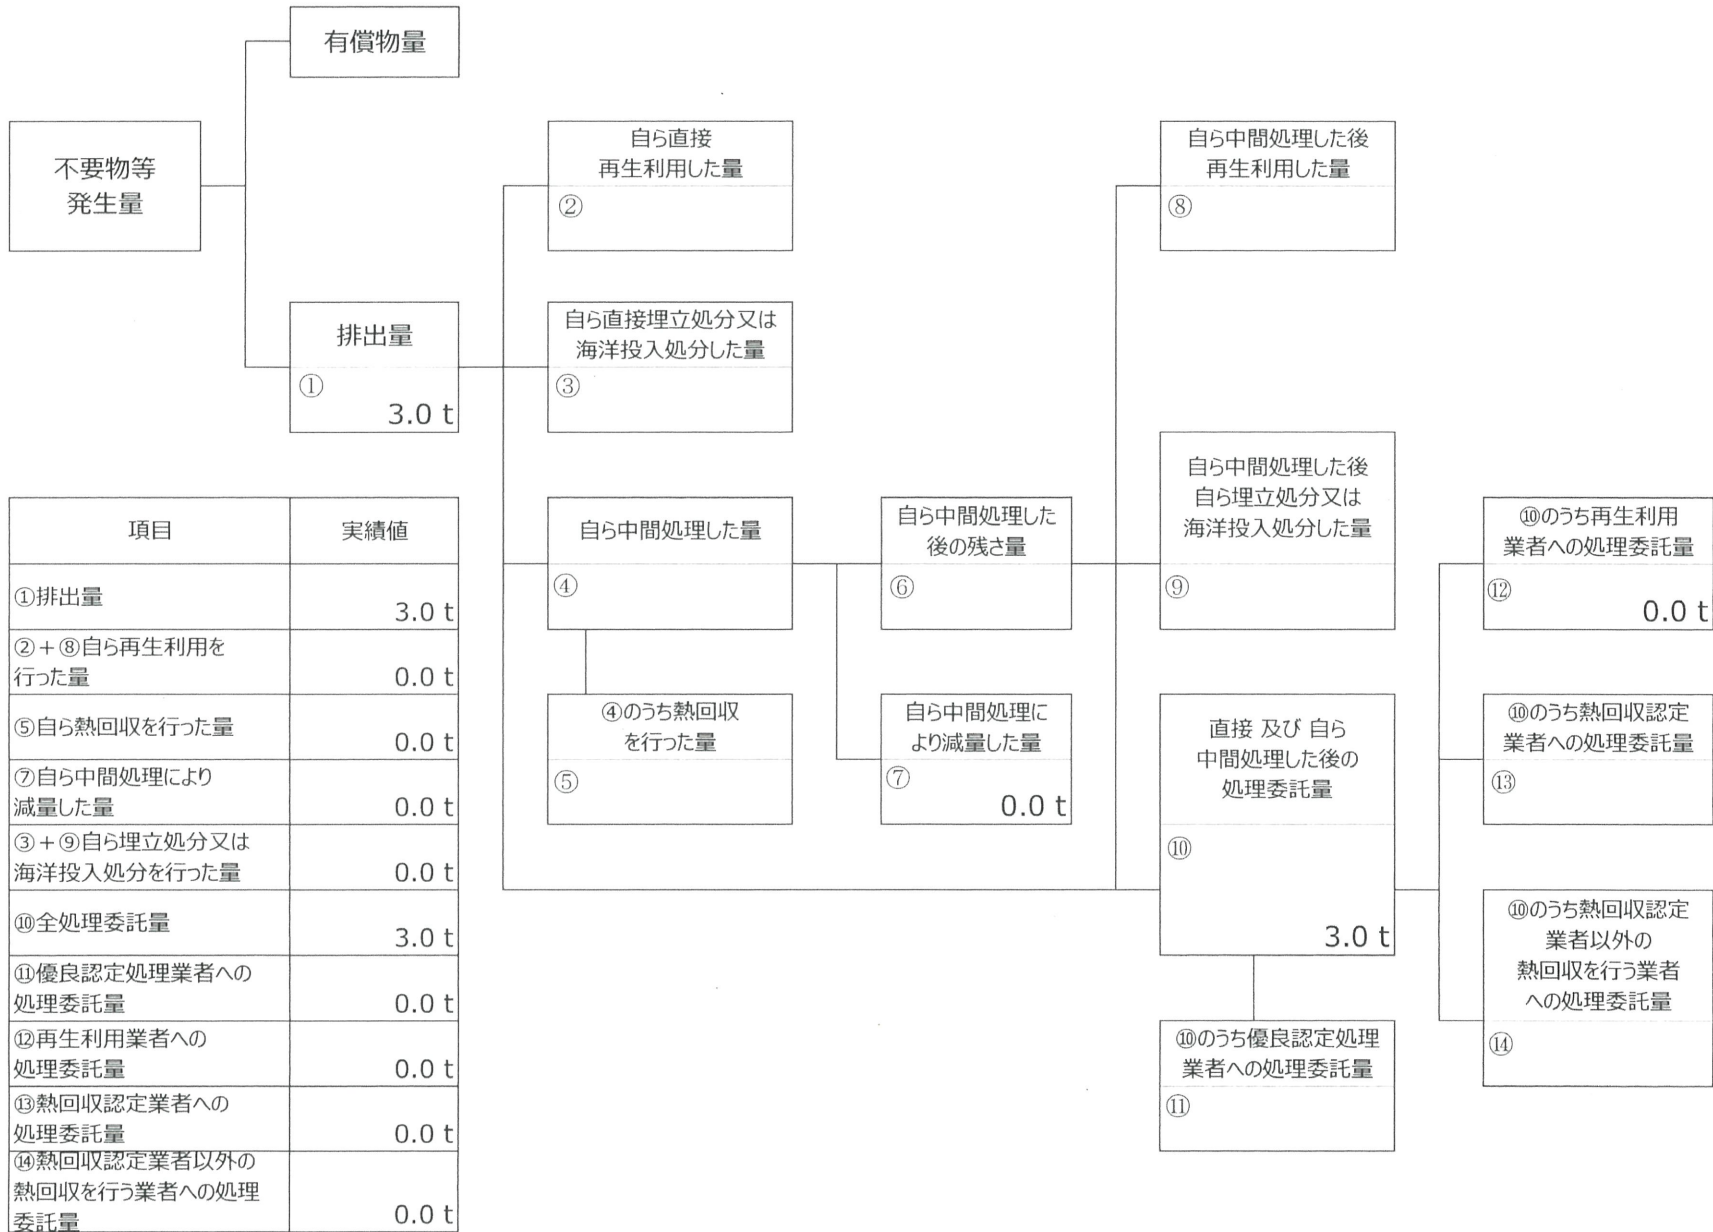 有償物量
不要物等
発生量
排出量
①
3.0 t
自ら直接
再生利用した量
②
自ら直接埋立処分又は
海洋投入処分した量
③
自ら中間処理した量
④
④のうち熱回収
を行った量
⑤
自ら中間処理した
後の残さ量
⑥
自ら中間処理に
より減量した量
⑦
0.0 t
自ら中間処理した後
再生利用した量
⑧
自ら中間処理した後
自ら埋立処分又は
海洋投入処分した量
⑨
直接 及び 自ら
中間処理した後の
処理委託量
⑩
3.0 t
⑩のうち優良認定処理
業者への処理委託量
⑪
⑩のうち再生利用
業者への処理委託量
⑫
0.0 t
⑩のうち熱回収認定
業者への処理委託量
⑬
⑩のうち熱回収認定
業者以外の
熱回収を行う業者
への処理委託量
⑭
項目 実績値
①排出量 3.0 t
②+⑧自ら再生利用を
行った量 0.0 t
⑤自ら熱回収を行った量 0.0 t
⑦自ら中間処理により
減量した量 0.0 t
③+⑨自ら埋立処分又は
海洋投入処分を行った量 0.0 t
⑩全処理委託量 3.0 t
⑪優良認定処理業者への
処理委託量 0.0 t
⑫再生利用業者への
処理委託量 0.0 t
⑬熱回収認定業者への
処理委託量 0.0 t
⑭熱回収認定業者以外の
熱回収を行う業者への処理
委託量 0.0 t